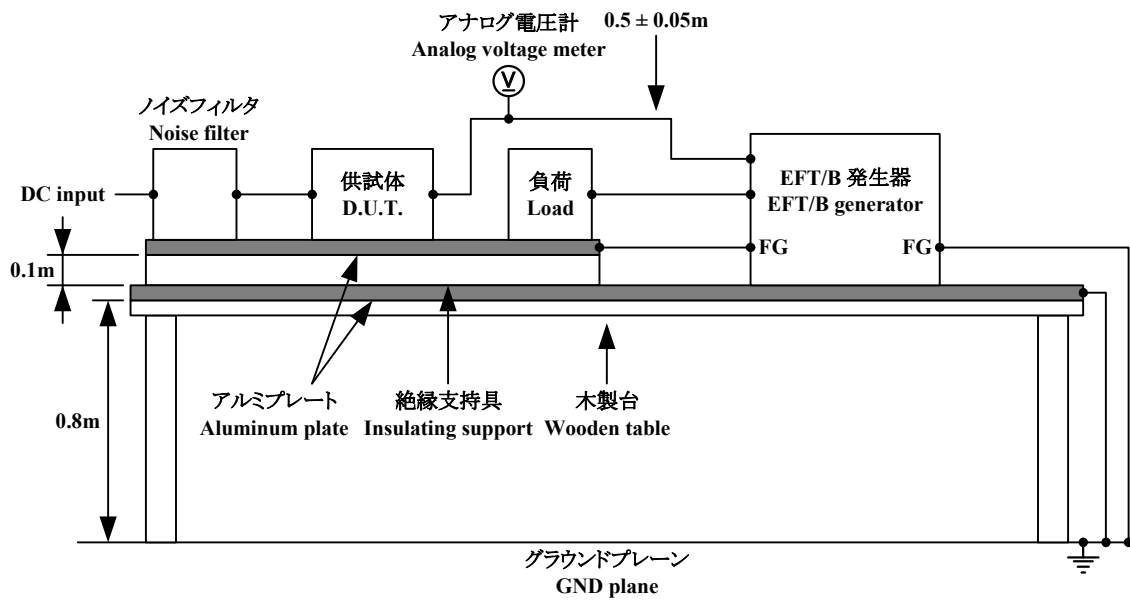 アナログ電圧計
Analog voltage meter
0.5 ± 0.05m
V
ノイズフィルタ
Noise filter
DC input
供試体
D.U.T.
負荷
Load
EFT/B 発生器
EFT/B generator
FG
FG
0.1m
0.8m
アルミプレート
Aluminum plate
絶縁支持具
Insulating support
木製台
Wooden table
グラウンドプレーン
GND plane